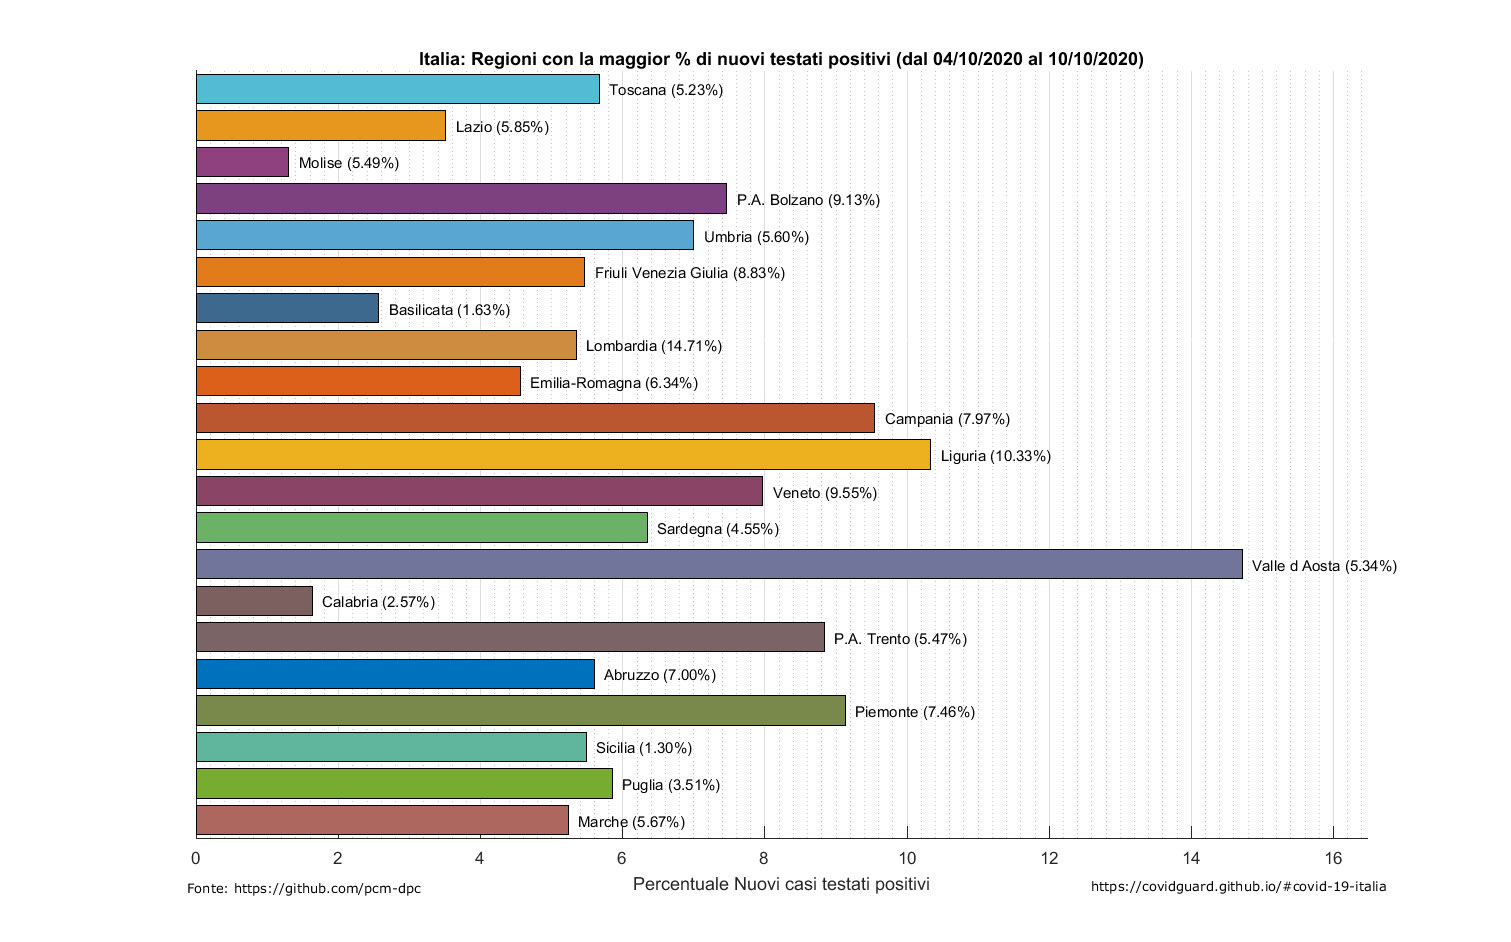 Italia: Regioni con la maggior % di nuovi testati positivi (dal 04/10/2020 al 10/10/2020)
Toscana (5.23%)
Lazio (5.85%)
Molise (5.49%)
P.A. Bolzano (9.13%)
Umbria (5.60%)
Friuli Venezia Giulia (8.83%)
Basilicata (1.63%)
Lombardia (14.71%)
Emilia-Romagna (6.34%)
Campania (7.97%)
Liguria (10.33%)
Veneto (9.55%)
Sardegna (4.55%)
Valle d Aosta (5.34%)
Calabria (2.57%)
P.A. Trento (5.47%)
Abruzzo (7.00%)
Piemonte (7.46%)
Sicilia (1.30%)
Puglia (3.51%)
Marche (5.67%)
0 2 4 6 8 10 12 14 16
Percentuale Nuovi casi testati positivi
Fonte: https://github.com/pcm-dpc
https://covidguard.github.io/#covid-19-italia